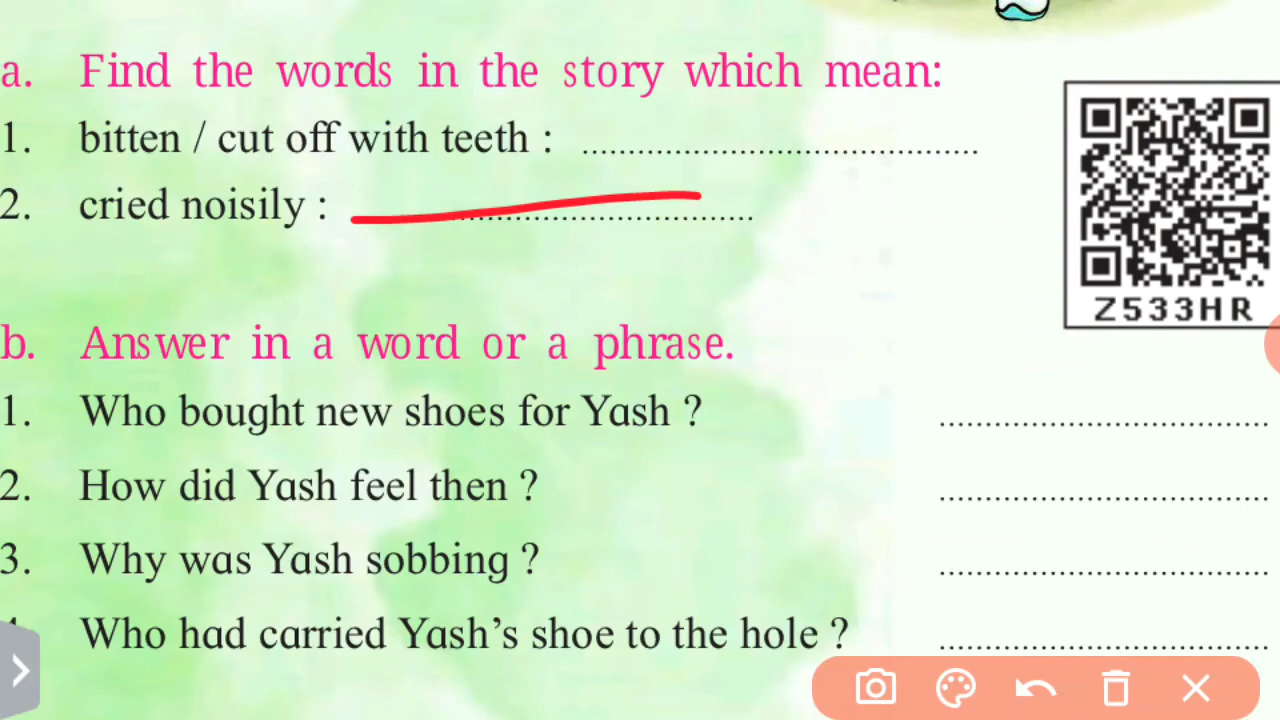 a. Find the words in the story which mean:
1. bitten / cut off with teeth : ............................................
2. cried noisily : ............................................
Z533HR
b. Answer in a word or a phrase.
1. Who bought new shoes for Yash ? ....................................
2. How did Yash feel then ? ....................................
3. Why was Yash sobbing ? ....................................
Who had carried Yash's shoe to the hole ? ....................................